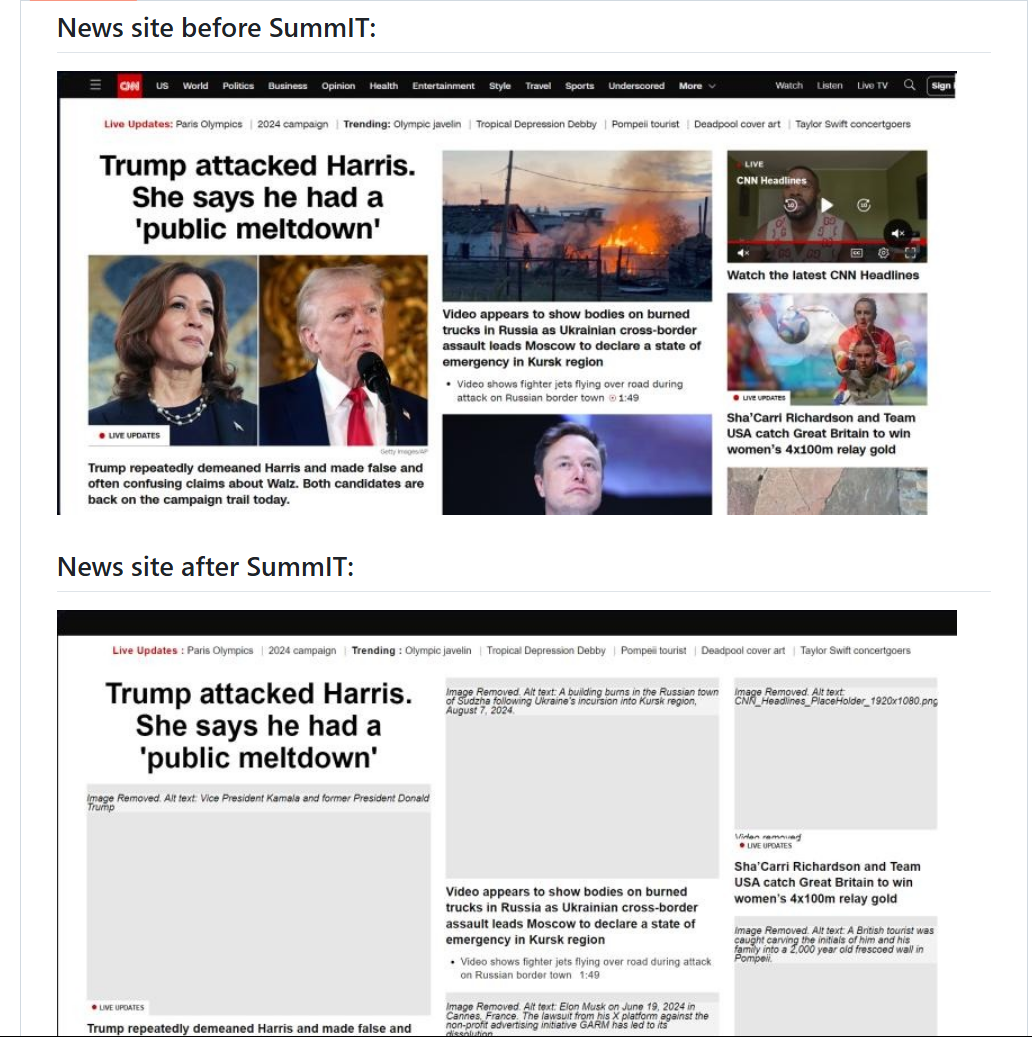 News site before SummIT:
CNN US World Politics Business Opinion Health Entertainment Style Travel Sports Underscored More Watch Listen Live TV Sign
Live Updates: Paris Olympics | 2024 campaign | Trending: Olympic javelin | Tropical Depression Debby | Pompeii tourist | Deadpool cover art | Taylor Swift concertgoers
Trump attacked Harris.
She says he had a
'public meltdown'
LIVE UPDATES
Getty Images/AP
Trump repeatedly demeaned Harris and made false and
often confusing claims about Walz. Both candidates are
back on the campaign trail today.
Video appears to show bodies on burned
trucks in Russia as Ukrainian cross-border
assault leads Moscow to declare a state of
emergency in Kursk region
• Video shows fighter jets flying over road during
attack on Russian border town 1:49
LIVE
CNN Headlines
10 10
CC
Watch the latest CNN Headlines
LIVE UPDATES
Sha'Carri Richardson and Team
USA catch Great Britain to win
women's 4x100m relay gold
News site after SummIT:
Live Updates : Paris Olympics | 2024 campaign | Trending : Olympic javelin | Tropical Depression Debby | Pompeii tourist | Deadpool cover art | Taylor Swift concertgoers
Trump attacked Harris.
She says he had a
'public meltdown'
Image Removed. Alt text: Vice President Kamala and former President Donald
Trump
LIVE UPDATES
Trump repeatedly demeaned Harris and made false and
Image Removed. Alt text: A building burns in the Russian town
of Sudzha following Ukraine's incursion into Kursk region,
August 7, 2024.
Video appears to show bodies on burned
trucks in Russia as Ukrainian cross-border
assault leads Moscow to declare a state of
emergency in Kursk region
• Video shows fighter jets flying over road during attack
on Russian border town 1:49
Image Removed. Alt text: Elon Musk on June 19, 2024 in
Cannes, France. The lawsuit from his X platform against the
non-profit advertising initiative GARM has led to its
dissolution.
Image Removed. Alt text:
CNN_Headlines_PlaceHolder_1920x1080.png
Video removed
LIVE UPDATES
Sha'Carri Richardson and Team
USA catch Great Britain to win
women's 4x100m relay gold
Image Removed. Alt text: A British tourist was
caught carving the initials of him and his
family into a 2,000 year old frescoed wall in
Pompeii.